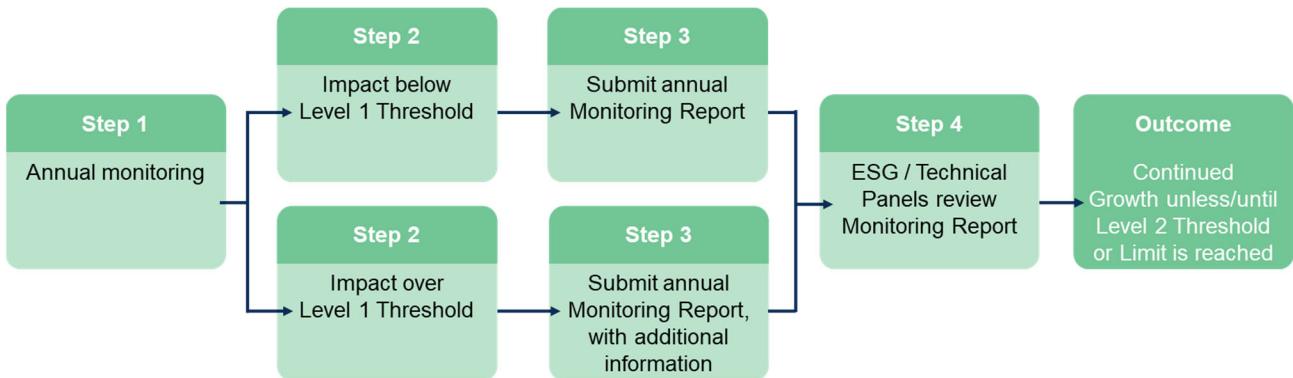 Step 1
Annual monitoring
Step 2
Impact below
Level 1 Threshold
Step 3
Submit annual
Monitoring Report
Step 2
Impact over
Level 1 Threshold
Step 3
Submit annual
Monitoring Report,
with additional
information
Step 4
ESG / Technical
Panels review
Monitoring Report
Outcome
Continued
Growth unless/until
Level 2 Threshold
or Limit is reached